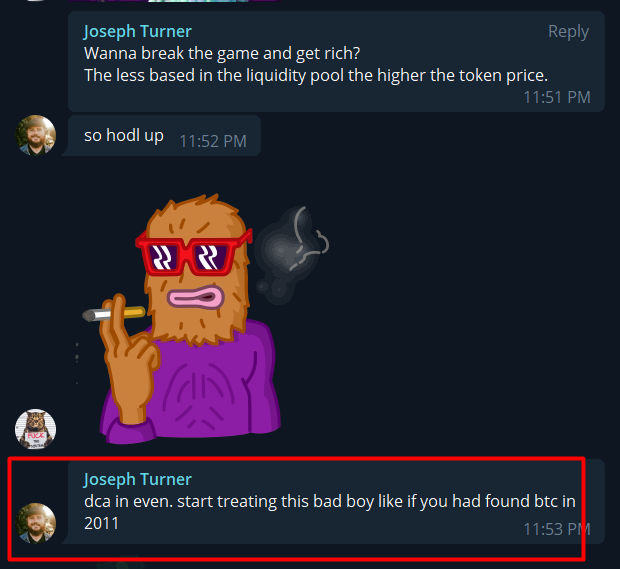 Joseph Turner
Reply
Wanna break the game and get rich?
The less based in the liquidity pool the higher the token price.
11:51 PM
so hodl up
11:52 PM
Joseph Turner
dca in even. start treating this bad boy like if you had found btc in
2011
11:53 PM